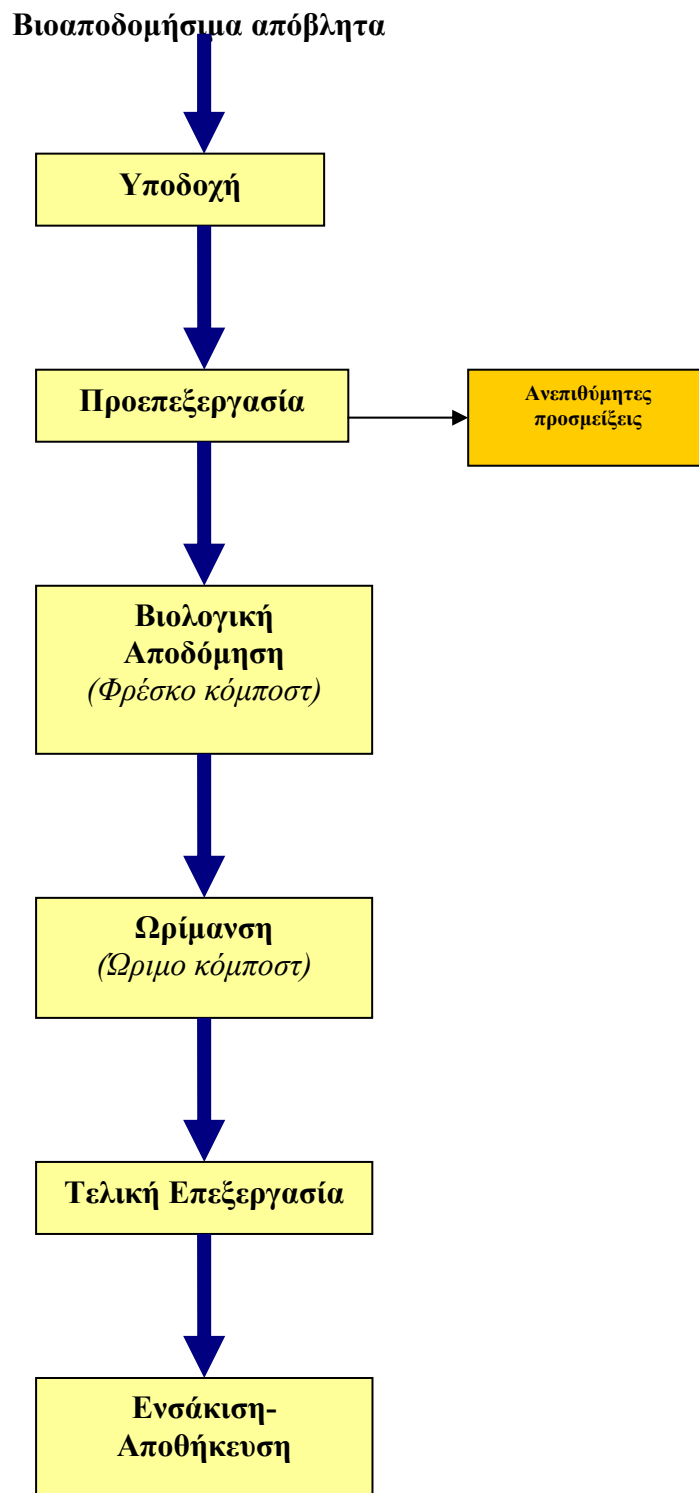 Βιοαποδομήσιμα απόβλητα
Υποδοχή
Προεπεξεργασία
Ανεπιθύμητες
προσμείξεις
Βιολογική
Αποδόμηση
(Φρέσκο κόμποστ)
Ωρίμανση
(Ώριμο κόμποστ)
Τελική Επεξεργασία
Ενσάκιση-
Αποθήκευση